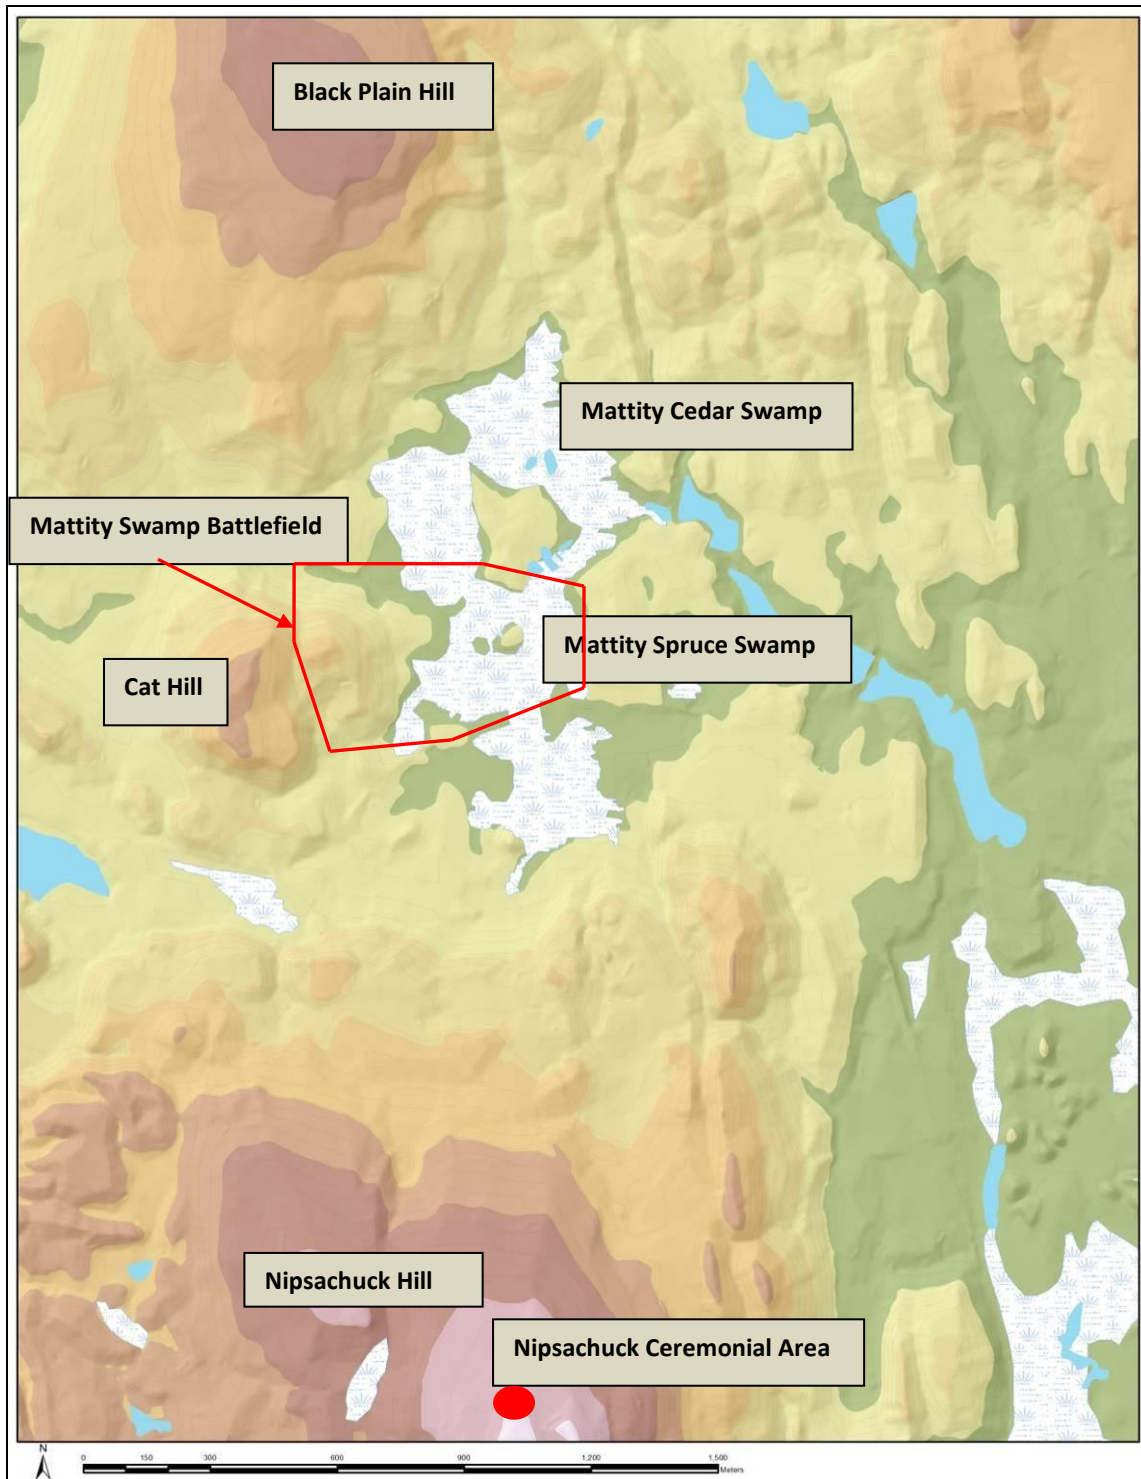 Black Plain Hill
Mattity Cedar Swamp
Mattity Swamp Battlefield
Mattity Spruce Swamp
Cat Hill
Nipsachuck Hill
Nipsachuck Ceremonial Area
N
0 150 300 600 900 1,200 1,500
Meters